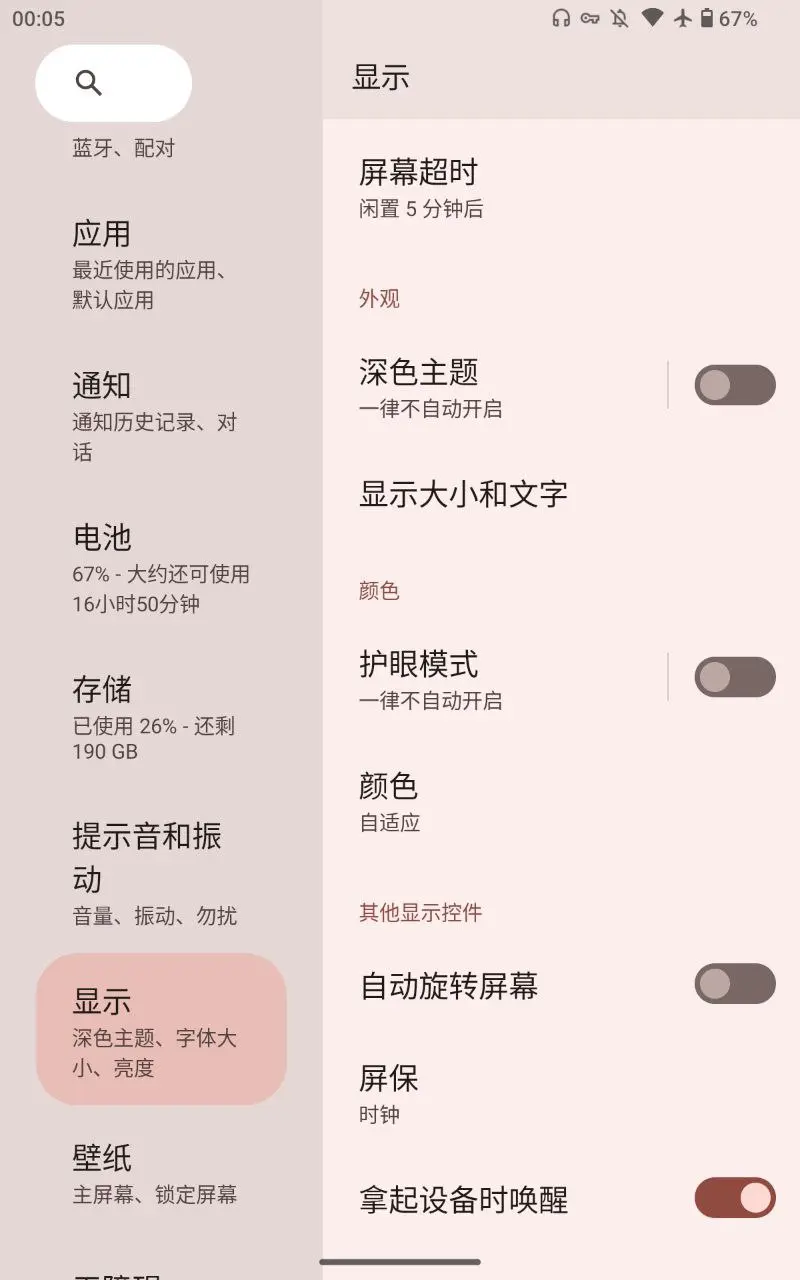 00:05
67%
蓝牙、配对
应用
最近使用的应用、
默认应用
通知
通知历史记录、对
话
电池
67% - 大约还可使用
16小时50分钟
存储
已使用 26% - 还剩
190 GB
提示音和振
动
音量、振动、勿扰
显示
深色主题、字体大
小、亮度
壁纸
主屏幕、锁定屏幕
显示
屏幕超时
闲置 5 分钟后
外观
深色主题
一律不自动开启
显示大小和文字
颜色
护眼模式
一律不自动开启
颜色
自适应
其他显示控件
自动旋转屏幕
屏保
时钟
拿起设备时唤醒